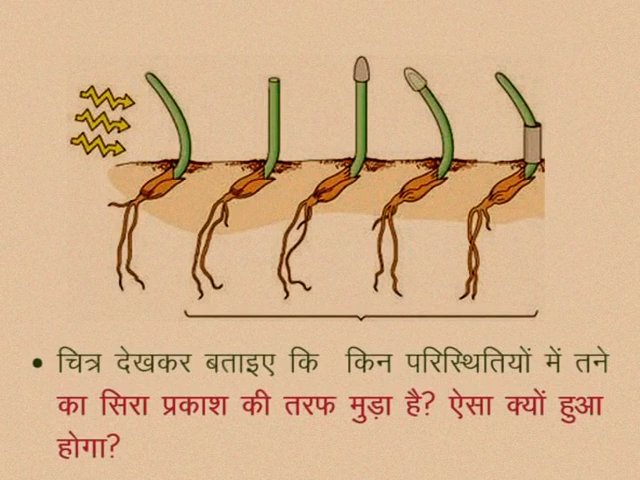 • चित्र देखकर बताइए कि किन परिस्थितियों में तने
का सिरा प्रकाश की तरफ मुड़ा है? ऐसा क्यों हुआ
होगा?